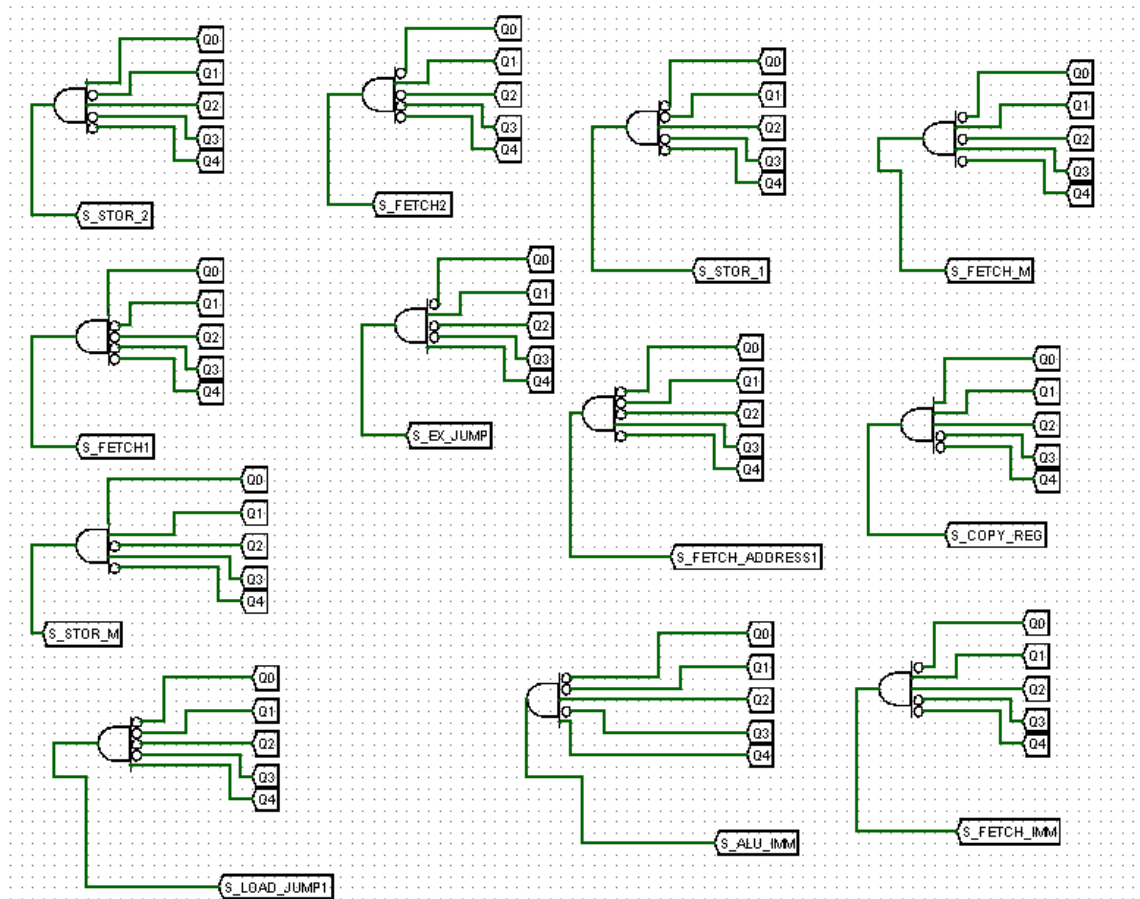 Q0
Q1
Q2
Q3
Q4
S_STOR_2
Q0
Q1
Q2
Q3
Q4
S_FETCH2
Q0
Q1
Q2
Q3
Q4
S_STOR_1
Q0
Q1
Q2
Q3
Q4
S_FETCH_M
Q0
Q1
Q2
Q3
Q4
S_FETCH1
Q0
Q1
Q2
Q3
Q4
S_EX_JUMP
Q0
Q1
Q2
Q3
Q4
S_FETCH_ADDRESS1
Q0
Q1
Q2
Q3
Q4
S_COPY_REG
Q0
Q1
Q2
Q3
Q4
S_STOR_M
Q0
Q1
Q2
Q3
Q4
S_LOAD_JUMP1
Q0
Q1
Q2
Q3
Q4
S_ALU_IMM
Q0
Q1
Q2
Q3
Q4
S_FETCH_IMM